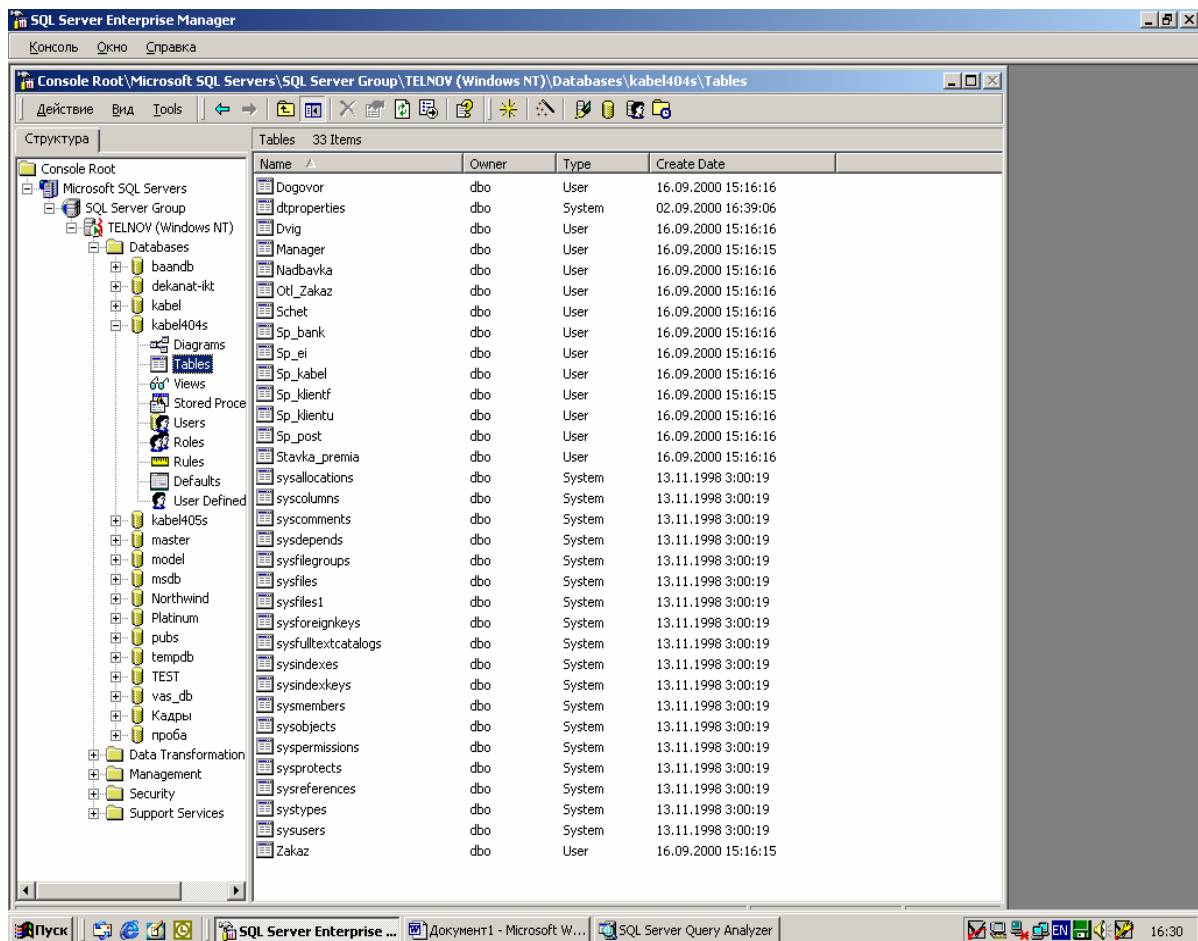 SQL Server Enterprise Manager
Консоль Окно Справка
Console Root\Microsoft SQL Servers\SQL Server Group\TELNOV (Windows NT)\Databases\kabel404s\Tables
Действие Вид Tools
Структура
Tables 33 Items
Console Root
Microsoft SQL Servers
SQL Server Group
TELNOV (Windows NT)
Databases
baandb
dekanat-ikt
kabel
kabel404s
Diagrams
Tables
Views
Stored Proce
Users
Roles
Rules
Defaults
User Defined
kabel405s
master
model
msdb
Northwind
Platinum
pubs
tempdb
TEST
vas_db
Кадры
проба
Data Transformation
Management
Security
Support Services
Name Owner Type Create Date
Dogovor dbo User 16.09.2000 15:16:16
dtproperties dbo System 02.09.2000 16:39:06
Dvig dbo User 16.09.2000 15:16:16
Manager dbo User 16.09.2000 15:16:15
Nadbavka dbo User 16.09.2000 15:16:16
Otl_Zakaz dbo User 16.09.2000 15:16:16
Schet dbo User 16.09.2000 15:16:16
Sp_bank dbo User 16.09.2000 15:16:16
Sp_ei dbo User 16.09.2000 15:16:16
Sp_kabel dbo User 16.09.2000 15:16:16
Sp_klientf dbo User 16.09.2000 15:16:15
Sp_klientu dbo User 16.09.2000 15:16:16
Sp_post dbo User 16.09.2000 15:16:16
Stavka_premia dbo User 16.09.2000 15:16:16
sysallocations dbo System 13.11.1998 3:00:19
syscolumns dbo System 13.11.1998 3:00:19
syscomments dbo System 13.11.1998 3:00:19
sysdepends dbo System 13.11.1998 3:00:19
sysfilegroups dbo System 13.11.1998 3:00:19
sysfiles dbo System 13.11.1998 3:00:19
sysfiles1 dbo System 13.11.1998 3:00:19
sysforeignkeys dbo System 13.11.1998 3:00:19
sysfulltextcatalogs dbo System 13.11.1998 3:00:19
sysindexes dbo System 13.11.1998 3:00:19
sysindexkeys dbo System 13.11.1998 3:00:19
sysmembers dbo System 13.11.1998 3:00:19
sysobjects dbo System 13.11.1998 3:00:19
syspermissions dbo System 13.11.1998 3:00:19
sysprotects dbo System 13.11.1998 3:00:19
sysreferences dbo System 13.11.1998 3:00:19
systypes dbo System 13.11.1998 3:00:19
sysusers dbo System 13.11.1998 3:00:19
Zakaz dbo User 16.09.2000 15:16:15
Пуск SQL Server Enterprise ... Документ1 - Microsoft W... SQL Server Query Analyzer EN 16:30